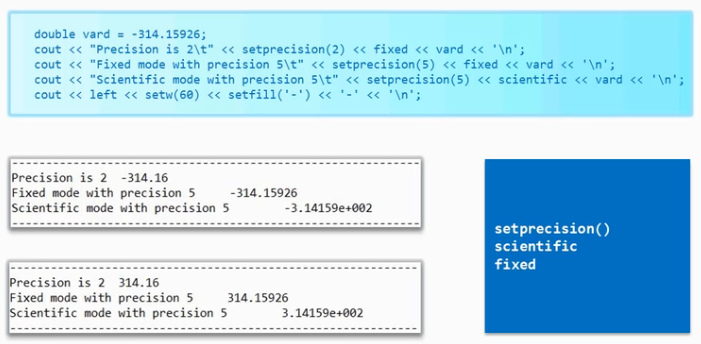 double vard = -314.15926;
cout << "Precision is 2\t" << setprecision(2) << fixed << vard << '\n';
cout << "Fixed mode with precision 5\t" << setprecision(5) << fixed << vard << '\n';
cout << "Scientific mode with precision 5\t" << setprecision(5) << scientific << vard << '\n';
cout << left << setw(60) << setfill('-') << '-' << '\n';
------------------------------------------------------------
Precision is 2  -314.16
Fixed mode with precision 5     -314.15926
Scientific mode with precision 5        -3.14159e+002
------------------------------------------------------------
------------------------------------------------------------
Precision is 2  314.16
Fixed mode with precision 5     314.15926
Scientific mode with precision 5        3.14159e+002
------------------------------------------------------------
setprecision()
scientific
fixed